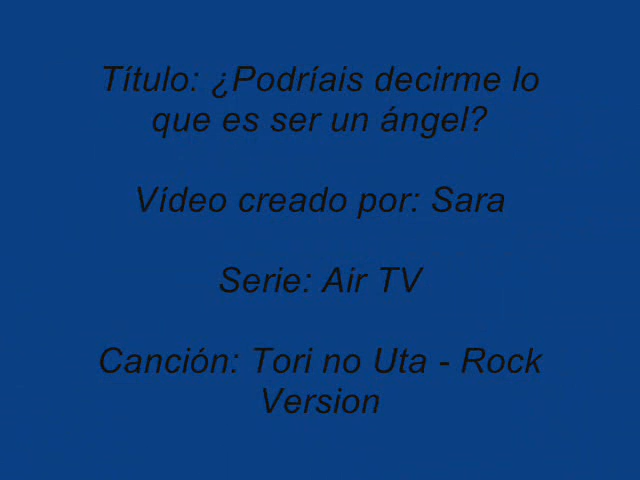 Título: ¿Podríais decirme lo
que es ser un ángel?
Vídeo creado por: Sara
Serie: Air TV
Canción: Tori no Uta - Rock
Version